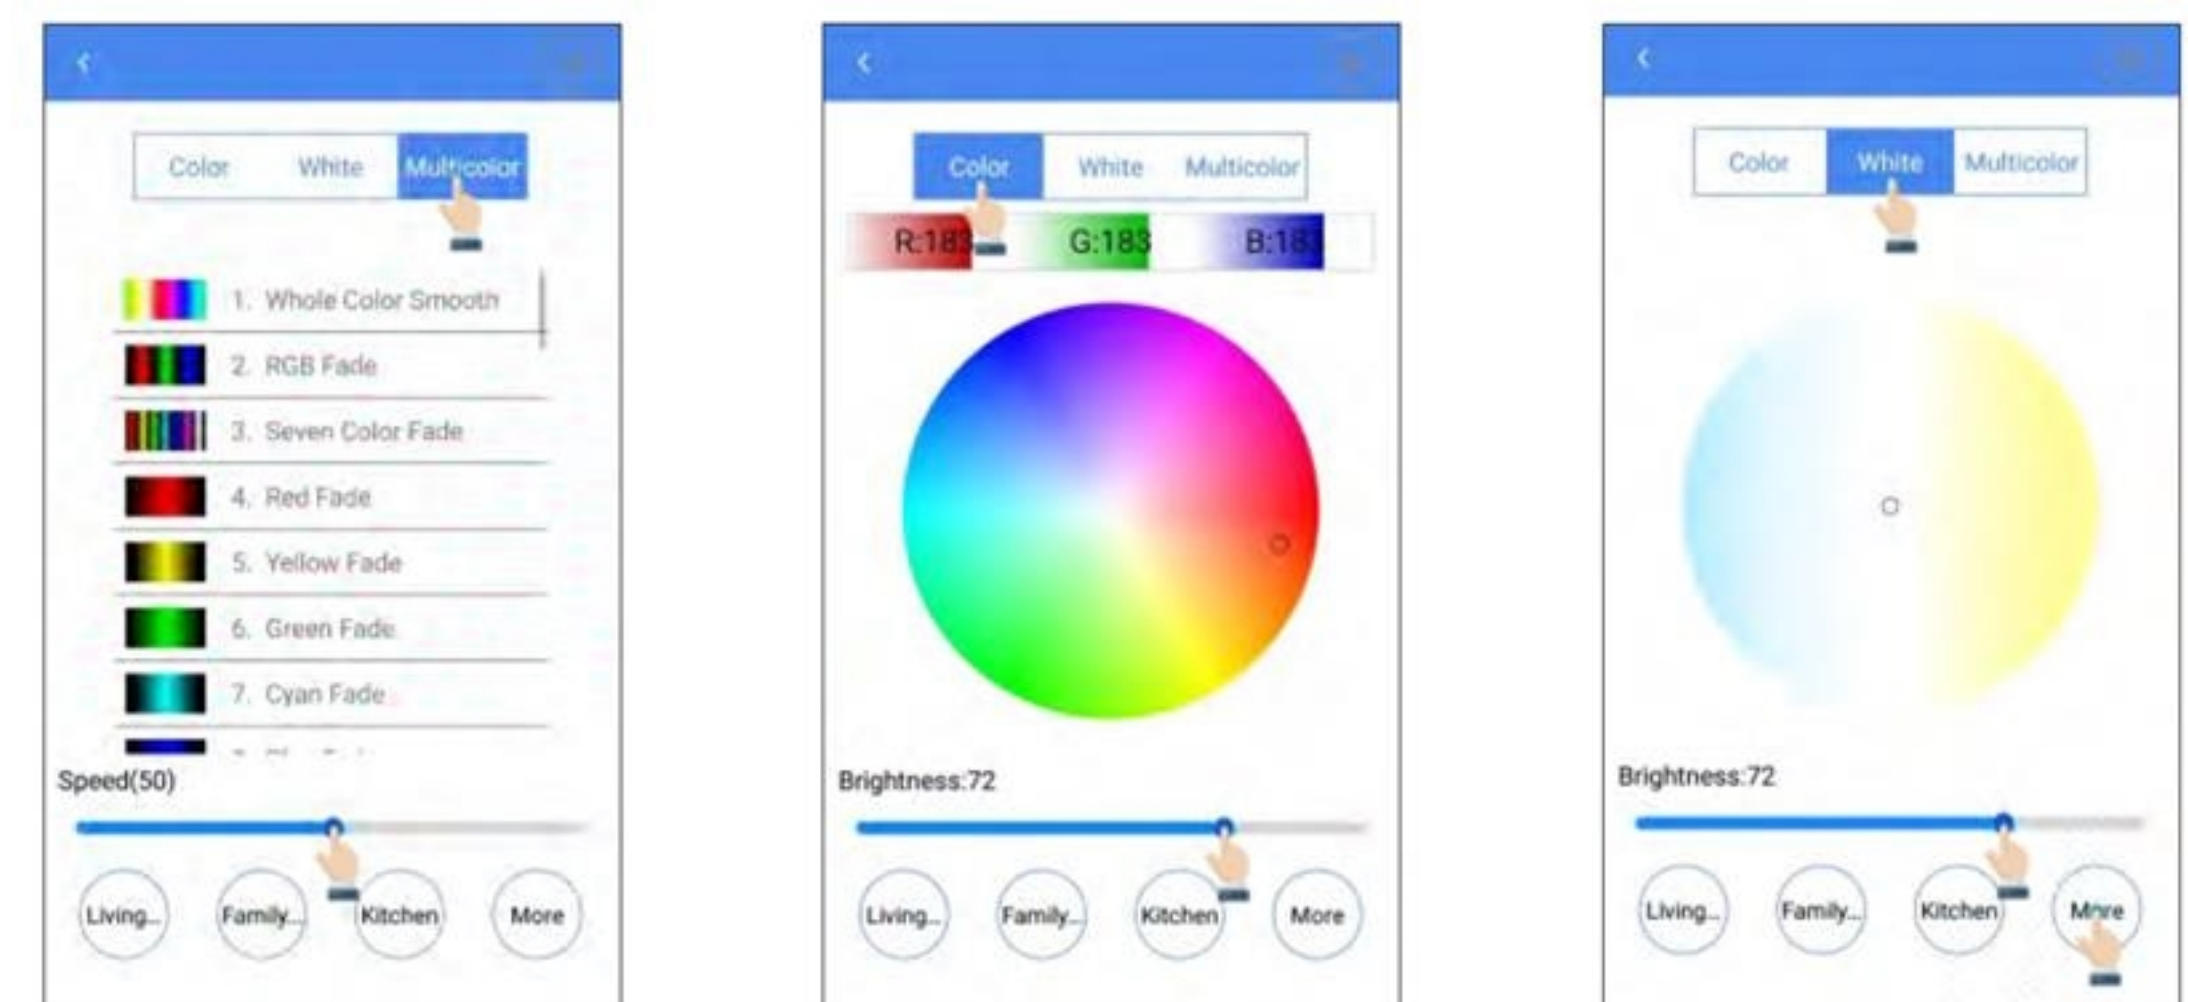 Color White Multicolor
1. Whole Color Smooth
2. RGB Fade
3. Seven Color Fade
4. Red Fade
5. Yellow Fade
6. Green Fade
7. Cyan Fade
Speed(50)
Living... Family... Kitchen More
Color White Multicolor
R:183 G:183 B:183
Brightness:72
Living... Family... Kitchen More
Color White Multicolor
Brightness:72
Living... Family... Kitchen More